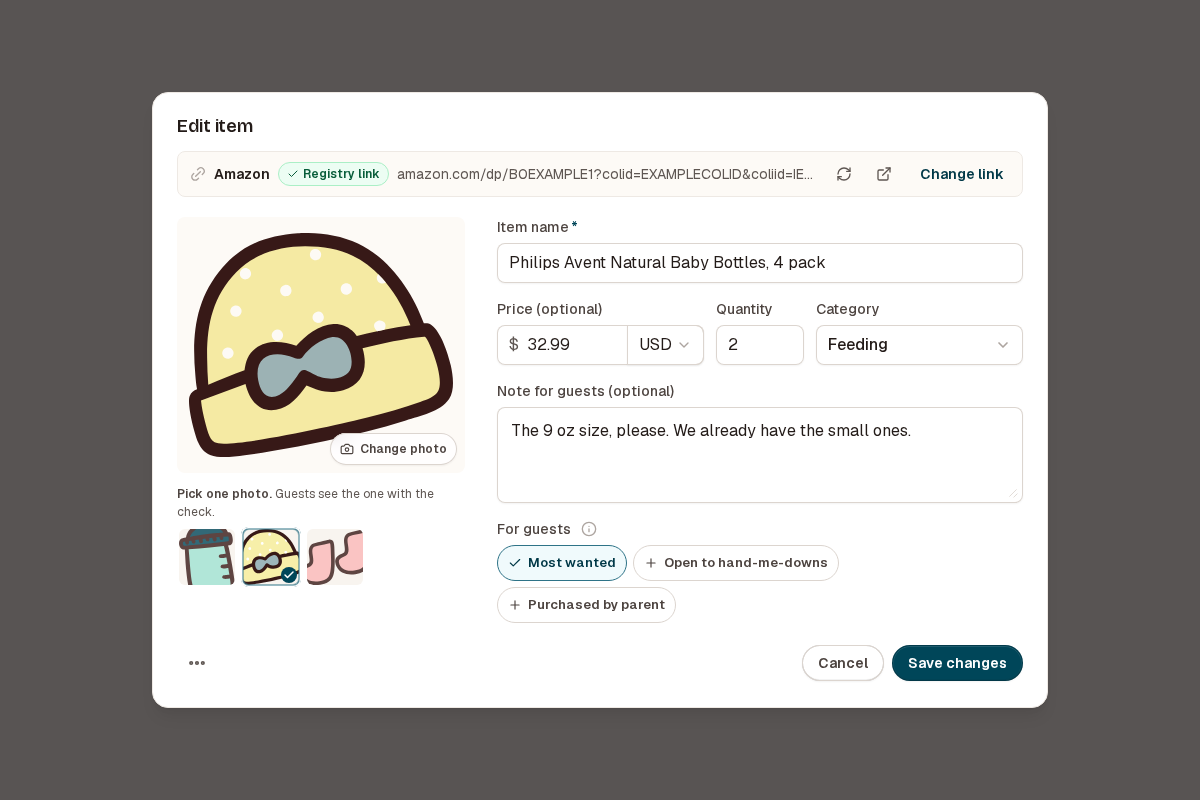 Edit item
Amazon
Registry link
amazon.com/dp/BOEXAMPLE1?colid=EXAMPLECOLID&coliid=IE...
Change link
Change photo
Pick one photo. Guests see the one with the
check.
Item name *
Philips Avent Natural Baby Bottles, 4 pack
Price (optional)
Quantity
Category
$ 32.99
USD
2
Feeding
Note for guests (optional)
The 9 oz size, please. We already have the small ones.
For guests
Most wanted
Open to hand-me-downs
Purchased by parent
Cancel
Save changes